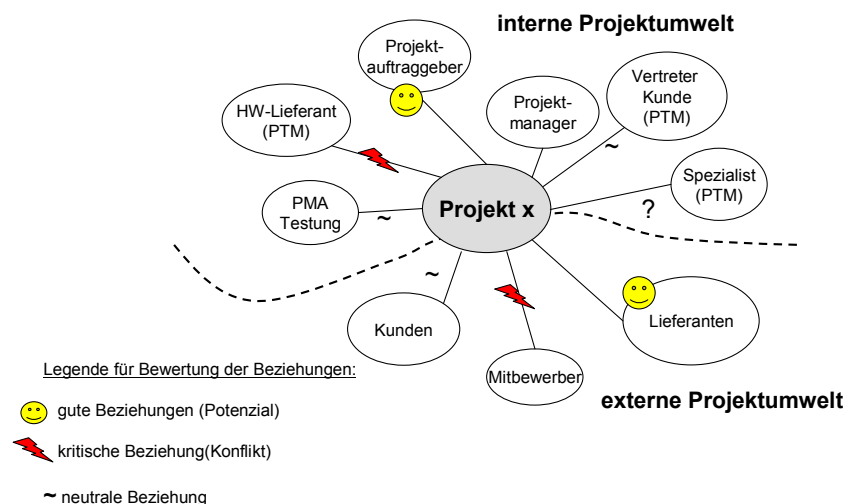 interne Projektumwelt
Projekt-
auftraggeber
Vertreter
Kunde
(PTM)
HW-Lieferant
(PTM)
Projekt-
manager
~
Spezialist
(PTM)
PMA
Testung
~
Projekt x
?
~
Kunden
Lieferanten
Mitbewerber
Legende für Bewertung der Beziehungen:
externe Projektumwelt
gute Beziehungen (Potenzial)
kritische Beziehung(Konflikt)
~ neutrale Beziehung